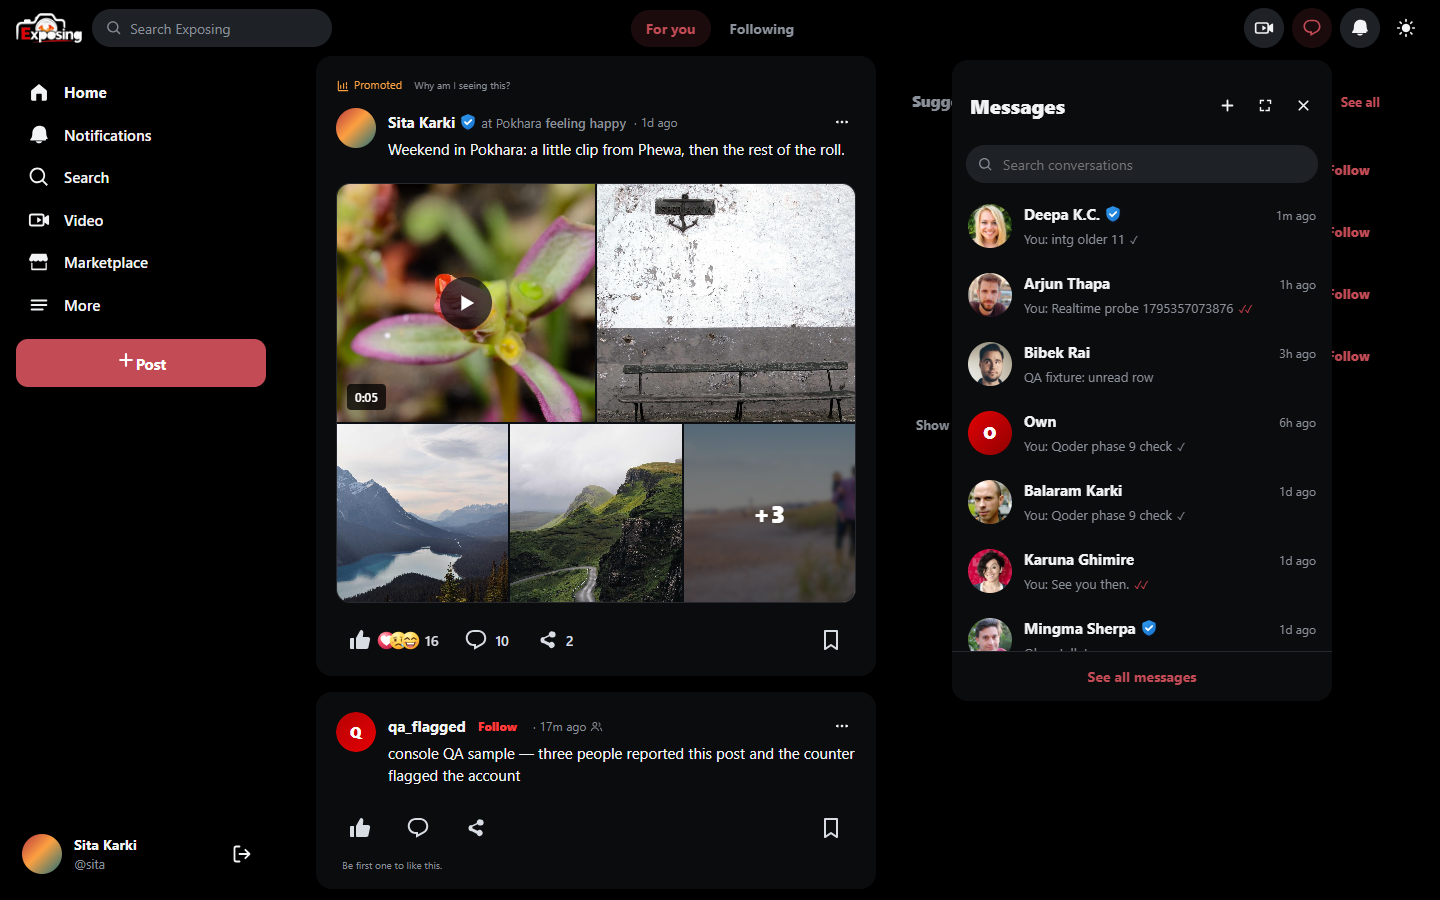 Exposing
Search Exposing
For you
Following
Home
Notifications
Search
Video
Marketplace
More
+ Post
Sita Karki
@sita
Promoted
Why am I seeing this?
Sita Karki at Pokhara feeling happy · 1d ago
Weekend in Pokhara: a little clip from Phewa, then the rest of the roll.
0:05
+3
16
10
2
qa_flagged Follow · 17m ago
console QA sample — three people reported this post and the counter
flagged the account
Be first one to like this.
See all
Follow
Follow
Follow
Follow
Show
Messages
Search conversations
Deepa K.C.
1m ago
You: intg older 11 ✓
Arjun Thapa
1h ago
You: Realtime probe 1795357073876 ✓✓
Bibek Rai
3h ago
QA fixture: unread row
O
Own
6h ago
You: Qoder phase 9 check ✓
Balaram Karki
1d ago
You: Qoder phase 9 check ✓
Karuna Ghimire
1d ago
You: See you then. ✓✓
Mingma Sherpa
1d ago
See all messages
Q